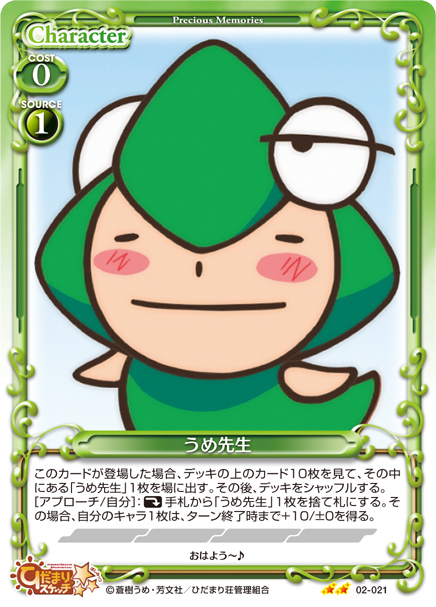 Precious Memories
Character
COST
0
SOURCE
1
うめ先生
このカードが登場した場合、デッキの上のカード10枚を見て、その中
にある「うめ先生」1枚を場に出す。その後、デッキをシャッフルする。
[アプローチ/自分]: 手札から「うめ先生」1枚を捨て札にする。そ
の場合、自分のキャラ1枚は、ターン終了時まで+10/±0を得る。
おはよう～♪
ひだまりスケッチ
©蒼樹うめ・芳文社/ひだまり荘管理組合
02-021